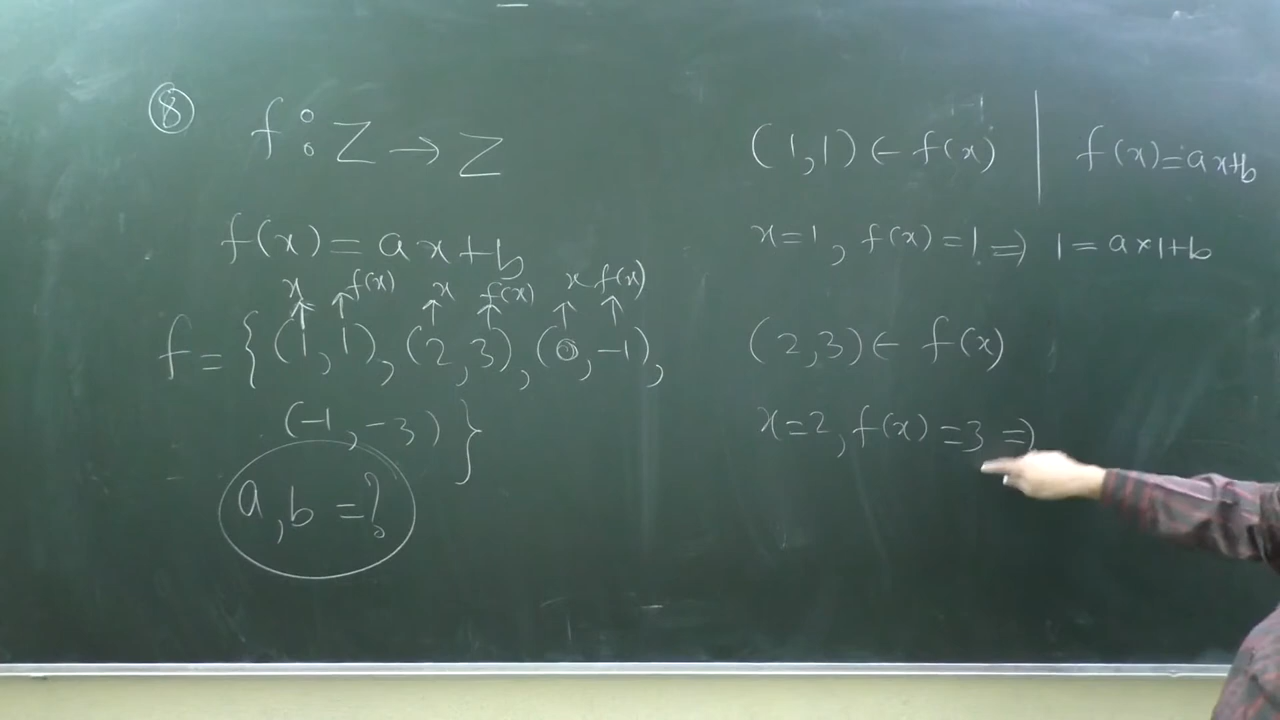 ⑧ f : Z → Z
f(x) = ax+b
x f(x) x f(x) x f(x)
↑ ↑ ↑ ↑ ↑ ↑
f = { (1,1), (2,3), (0,-1),
(-1,-3) }
a, b = ?
(1,1) ∈ f(x) | f(x) = ax+b
x=1, f(x)=1 ⇒ 1 = a×1+b
(2,3) ∈ f(x)
x=2, f(x)=3 ⇒